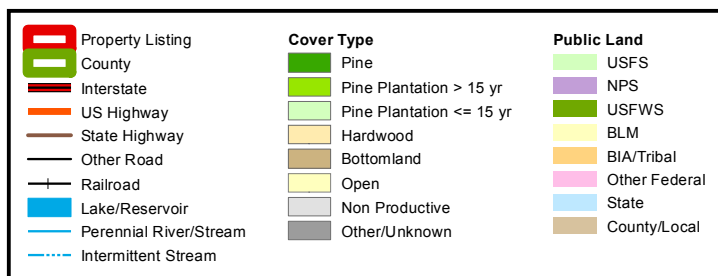 Property Listing
County
Interstate
US Highway
State Highway
Other Road
Railroad
Lake/Reservoir
Perennial River/Stream
Intermittent Stream
Cover Type
Pine
Pine Plantation > 15 yr
Pine Plantation <= 15 yr
Hardwood
Bottomland
Open
Non Productive
Other/Unknown
Public Land
USFS
NPS
USFWS
BLM
BIA/Tribal
Other Federal
State
County/Local